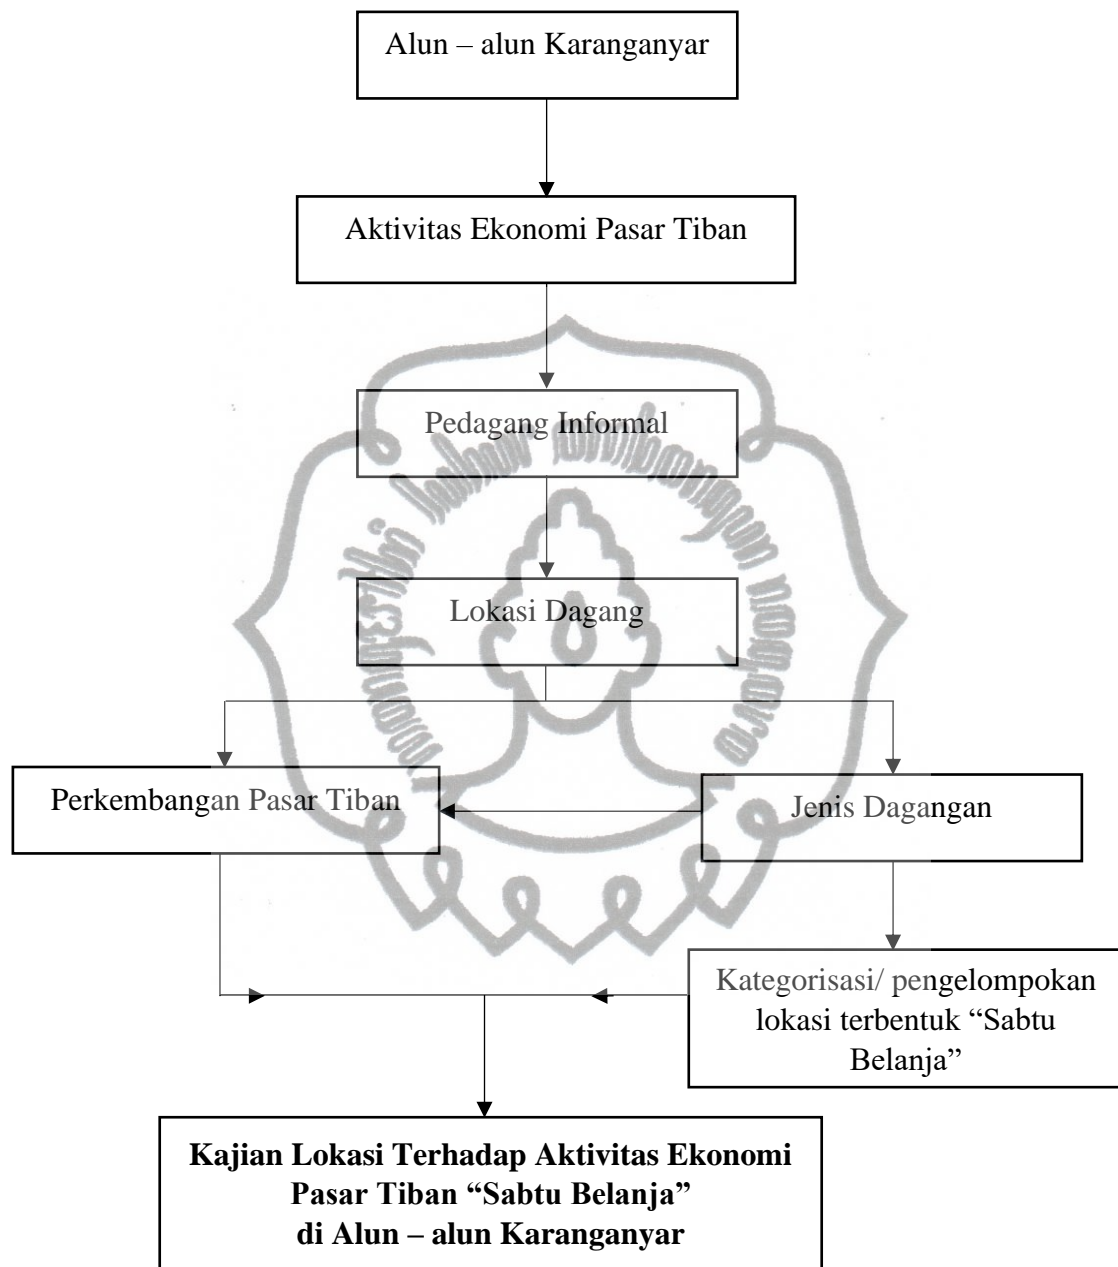 Alun – alun Karanganyar
Aktivitas Ekonomi Pasar Tiban
Pedagang Informal
Lokasi Dagang
Perkembangan Pasar Tiban
Jenis Dagangan
Kategorisasi/ pengelompokan
lokasi terbentuk “Sabtu
Belanja”
Kajian Lokasi Terhadap Aktivitas Ekonomi
Pasar Tiban “Sabtu Belanja”
di Alun – alun Karanganyar